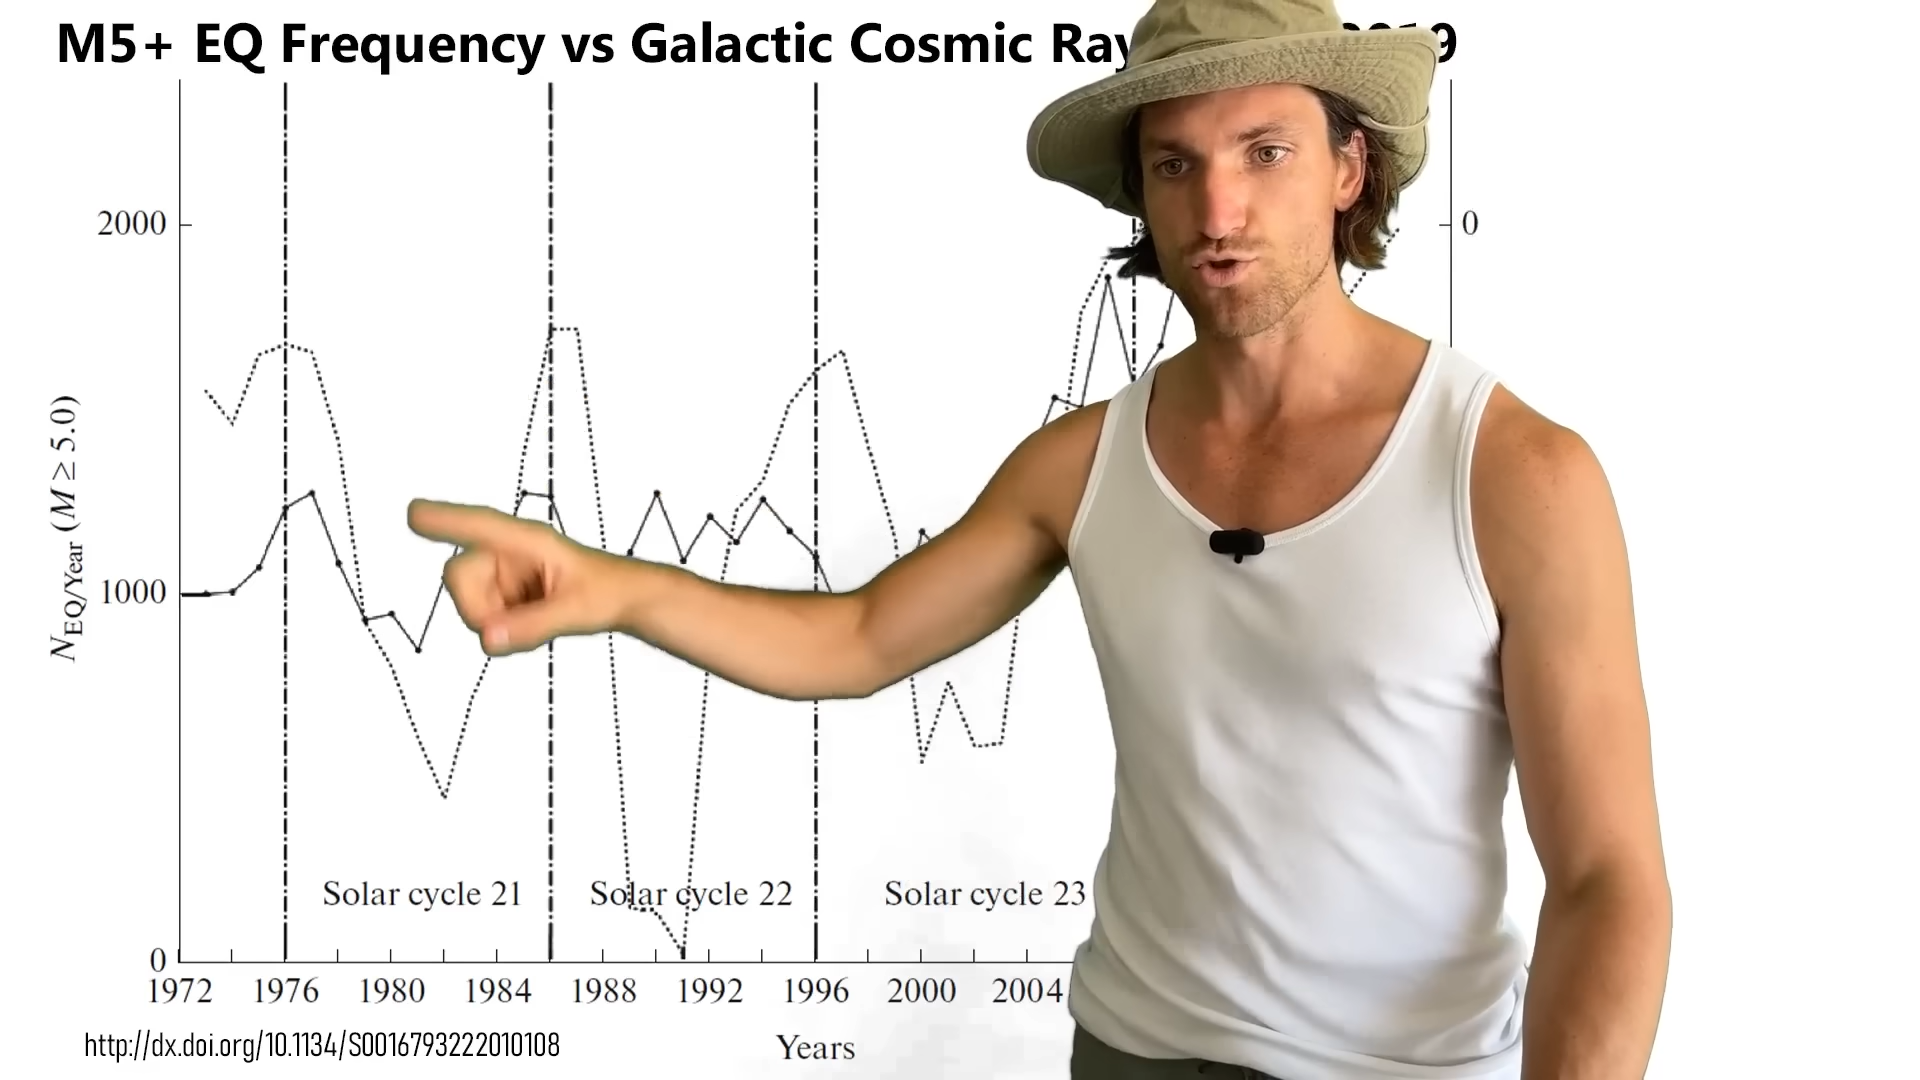 M5+ EQ Frequency vs Galactic Cosmic
2000
0
N EQ/Year (M ≥ 5.0)
1000
Solar cycle 21
Solar cycle 22
Solar cycle 23
0
1972 1976 1980 1984 1988 1992 1996 2000 2004
http://dx.doi.org/10.1134/S0016793222010108
Years